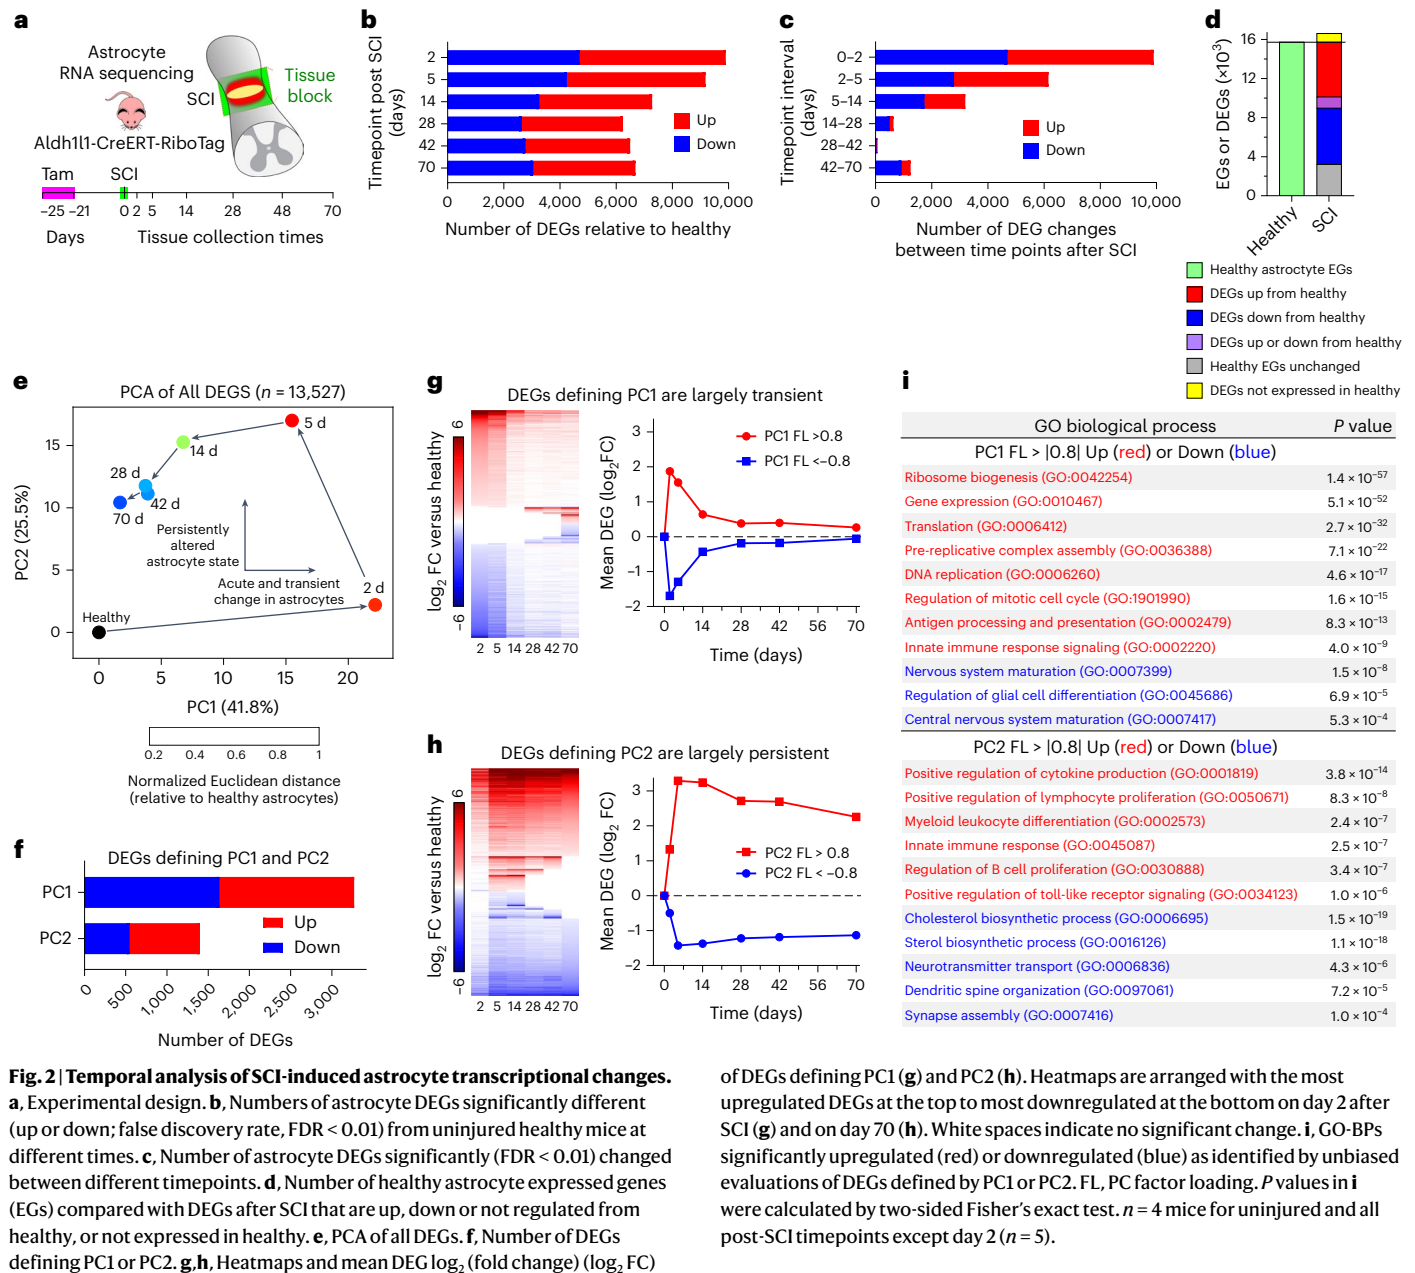 a
Astrocyte
RNA sequencing
SCI
Tissue
block
Aldh1l1-CreERT-RiboTag
Tam
SCI
−25 −21 0 2 5 14 28 48 70
Days
Tissue collection times
b
Timepoint post SCI
(days)
2
5
14
28
42
70
Up
Down
0 2,000 4,000 6,000 8,000 10,000
Number of DEGs relative to healthy
c
Timepoint interval
(days)
0–2
2–5
5–14
14–28
28–42
42–70
Up
Down
0 2,000 4,000 6,000 8,000 10,000
Number of DEG changes
between time points after SCI
d
EGs or DEGs (×10³)
16
12
8
4
0
Healthy
SCI
Healthy astrocyte EGs
DEGs up from healthy
DEGs down from healthy
DEGs up or down from healthy
Healthy EGs unchanged
DEGs not expressed in healthy
e
PCA of All DEGS (n = 13,527)
PC2 (25.5%)
15
10
5
0
5 d
14 d
28 d
42 d
70 d
Persistently
altered
astrocyte state
Acute and transient
change in astrocytes
2 d
Healthy
0 5 10 15 20
PC1 (41.8%)
0.2 0.4 0.6 0.8 1
Normalized Euclidean distance
(relative to healthy astrocytes)
f
DEGs defining PC1 and PC2
PC1
PC2
Up
Down
0 500 1,000 1,500 2,000 2,500 3,000
Number of DEGs
g
DEGs defining PC1 are largely transient
log₂ FC versus healthy
6
−6
2 5 14 28 42 70
Mean DEG (log₂FC)
3
2
1
0
−1
−2
PC1 FL >0.8
PC1 FL <−0.8
0 14 28 42 56 70
Time (days)
h
DEGs defining PC2 are largely persistent
log₂ FC versus healthy
6
−6
2 5 14 28 42 70
Mean DEG (log₂ FC)
3
2
1
0
−1
−2
PC2 FL > 0.8
PC2 FL < −0.8
0 14 28 42 56 70
Time (days)
i
GO biological process P value
PC1 FL > |0.8| Up (red) or Down (blue)
Ribosome biogenesis (GO:0042254) 1.4 × 10⁻⁵⁷
Gene expression (GO:0010467) 5.1 × 10⁻⁵²
Translation (GO:0006412) 2.7 × 10⁻³²
Pre-replicative complex assembly (GO:0036388) 7.1 × 10⁻²²
DNA replication (GO:0006260) 4.6 × 10⁻¹⁷
Regulation of mitotic cell cycle (GO:1901990) 1.6 × 10⁻¹⁵
Antigen processing and presentation (GO:0002479) 8.3 × 10⁻¹³
Innate immune response signaling (GO:0002220) 4.0 × 10⁻⁹
Nervous system maturation (GO:0007399) 1.5 × 10⁻⁸
Regulation of glial cell differentiation (GO:0045686) 6.9 × 10⁻⁵
Central nervous system maturation (GO:0007417) 5.3 × 10⁻⁴
PC2 FL > |0.8| Up (red) or Down (blue)
Positive regulation of cytokine production (GO:0001819) 3.8 × 10⁻¹⁴
Positive regulation of lymphocyte proliferation (GO:0050671) 8.3 × 10⁻⁸
Myeloid leukocyte differentiation (GO:0002573) 2.4 × 10⁻⁷
Innate immune response (GO:0045087) 2.5 × 10⁻⁷
Regulation of B cell proliferation (GO:0030888) 3.4 × 10⁻⁷
Positive regulation of toll-like receptor signaling (GO:0034123) 1.0 × 10⁻⁶
Cholesterol biosynthetic process (GO:0006695) 1.5 × 10⁻¹⁹
Sterol biosynthetic process (GO:0016126) 1.1 × 10⁻¹⁸
Neurotransmitter transport (GO:0006836) 4.3 × 10⁻⁶
Dendritic spine organization (GO:0097061) 7.2 × 10⁻⁵
Synapse assembly (GO:0007416) 1.0 × 10⁻⁴
Fig. 2 | Temporal analysis of SCI-induced astrocyte transcriptional changes.
a, Experimental design. b, Numbers of astrocyte DEGs significantly different
(up or down; false discovery rate, FDR < 0.01) from uninjured healthy mice at
different times. c, Number of astrocyte DEGs significantly (FDR < 0.01) changed
between different timepoints. d, Number of healthy astrocyte expressed genes
(EGs) compared with DEGs after SCI that are up, down or not regulated from
healthy, or not expressed in healthy. e, PCA of all DEGs. f, Number of DEGs
defining PC1 or PC2. g,h, Heatmaps and mean DEG log₂ (fold change) (log₂ FC)
of DEGs defining PC1 (g) and PC2 (h). Heatmaps are arranged with the most
upregulated DEGs at the top to most downregulated at the bottom on day 2 after
SCI (g) and on day 70 (h). White spaces indicate no significant change. i, GO-BPs
significantly upregulated (red) or downregulated (blue) as identified by unbiased
evaluations of DEGs defined by PC1 or PC2. FL, PC factor loading. P values in i
were calculated by two-sided Fisher's exact test. n = 4 mice for uninjured and all
post-SCI timepoints except day 2 (n = 5).